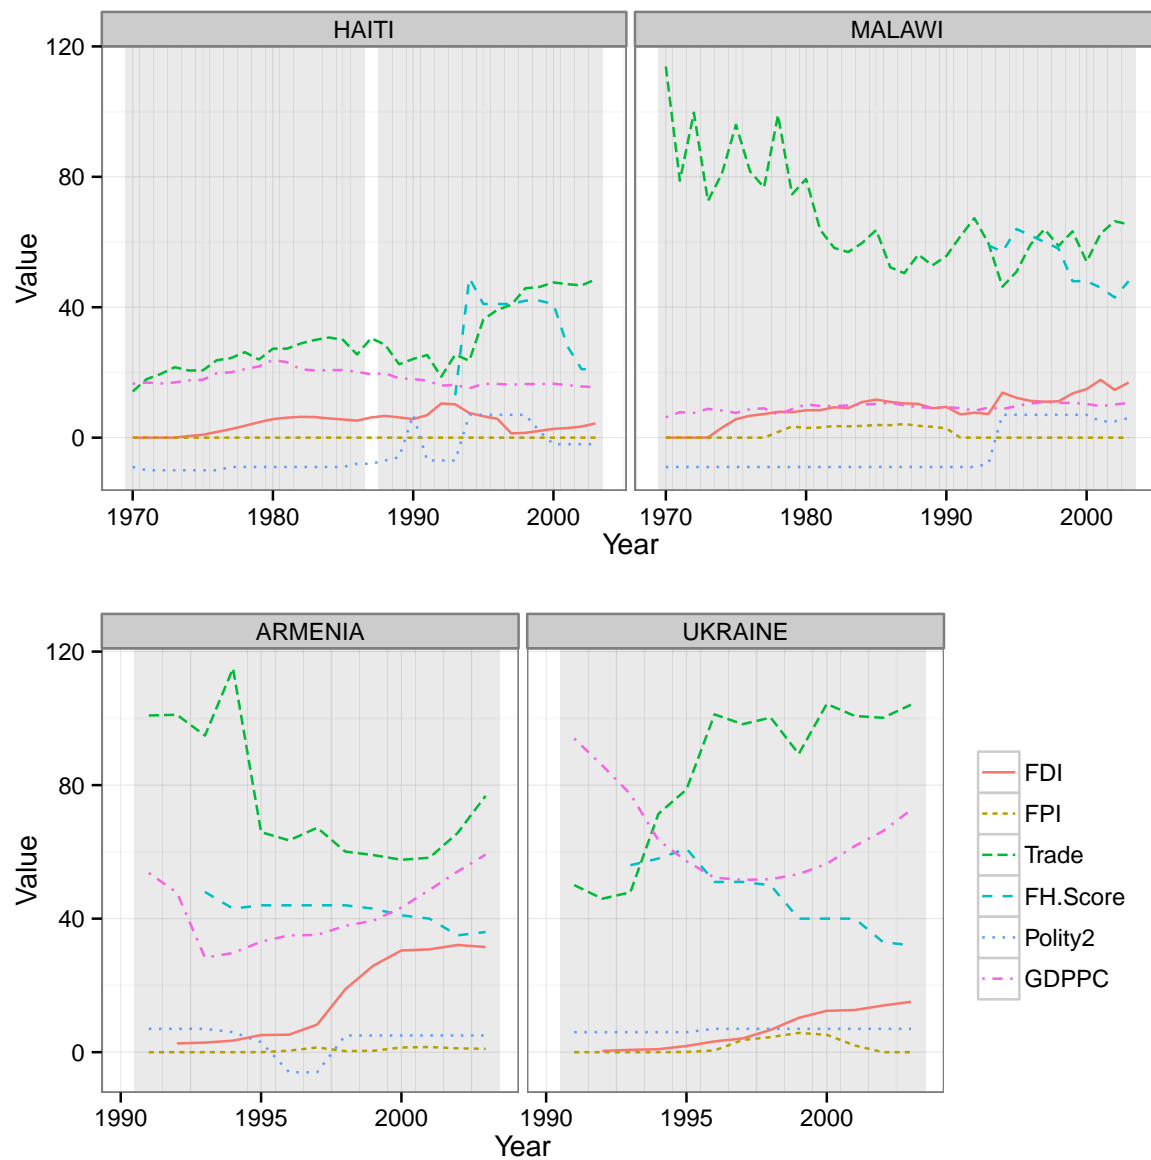 HAITI MALAWI
120
80
40
0
Value
1970 1980 1990 2000 1970 1980 1990 2000
Year
ARMENIA UKRAINE
120
80
40
0
Value
1990 1995 2000 1990 1995 2000
Year
FDI
FPI
Trade
FH.Score
Polity2
GDPPC